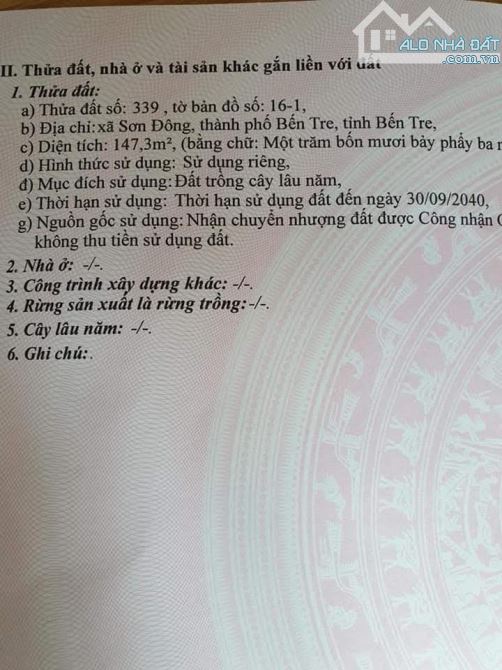 ALO NHÀ ĐẤT
.com.vn
II. Thửa đất, nhà ở và tài sản khác gắn liền với đất
1. Thửa đất:
a) Thửa đất số: 339 , tờ bản đồ số: 16-1,
b) Địa chỉ:xã Sơn Đông, thành phố Bến Tre, tỉnh Bến Tre,
c) Diện tích: 147,3m², (bằng chữ: Một trăm bốn mươi bảy phẩy ba
d) Hình thức sử dụng: Sử dụng riêng,
đ) Mục đích sử dụng:Đất trồng cây lâu năm,
e) Thời hạn sử dụng: Thời hạn sử dụng đất đến ngày 30/09/2040,
g) Nguồn gốc sử dụng: Nhận chuyển nhượng đất được Công nhận
không thu tiền sử dụng đất.
2. Nhà ở: -/-.
3. Công trình xây dựng khác: -/-.
4. Rừng sản xuất là rừng trồng:-/-.
5. Cây lâu năm: -/-.
6. Ghi chú:.